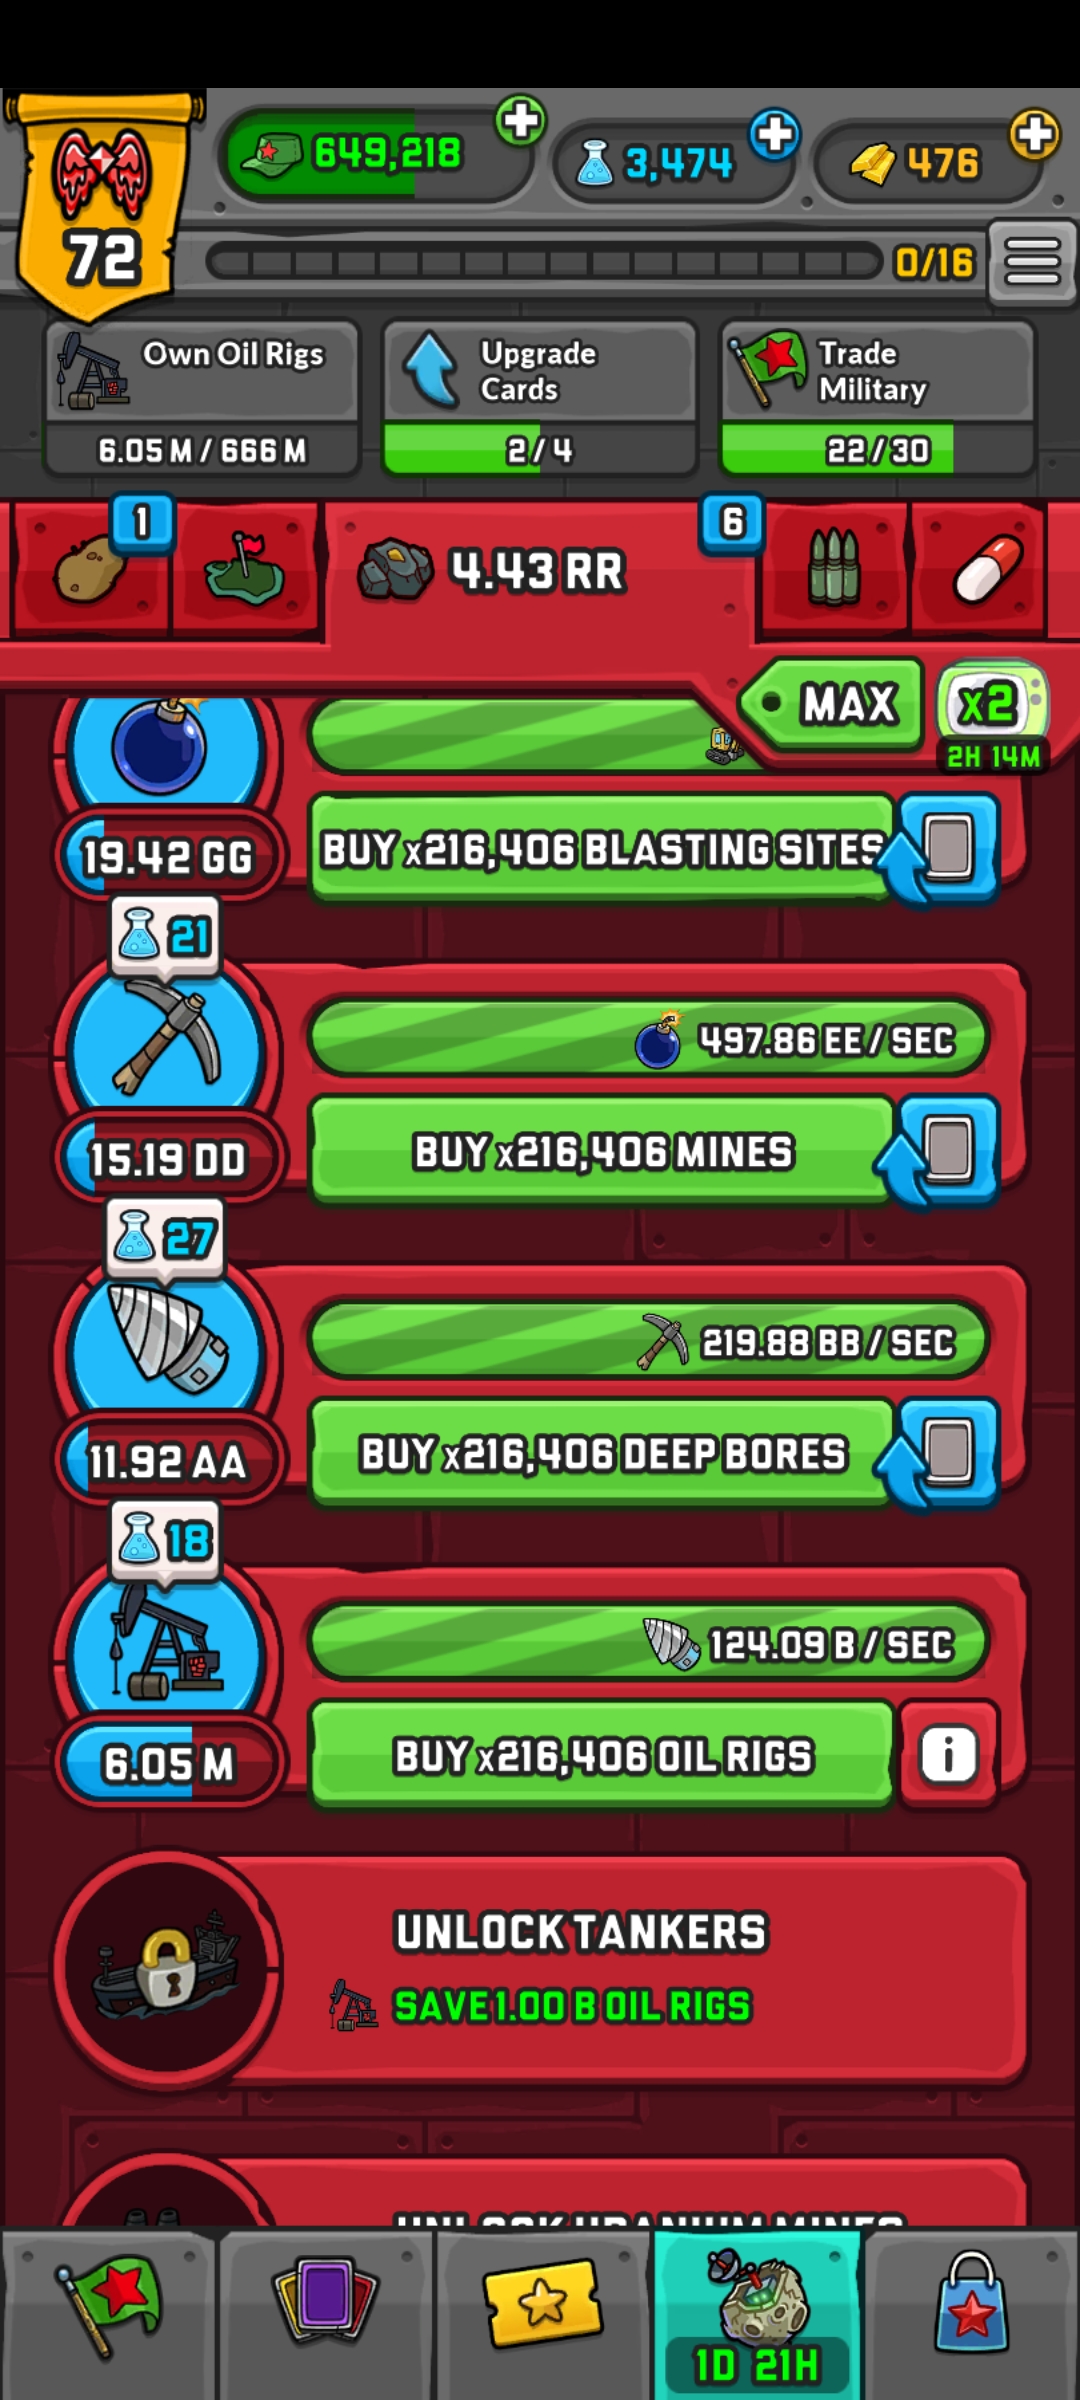 649,218
3,474
476
72
0/16
Own Oil Rigs
6.05 M / 666 M
Upgrade
Cards
2 / 4
Trade
Military
22 / 30
1
4.43 RR
6
MAX
x2
2H 14M
19.42 GG
BUY x216,406 BLASTING SITES
21
497.86 EE / SEC
15.19 DD
BUY x216,406 MINES
27
219.88 BB / SEC
11.92 AA
BUY x216,406 DEEP BORES
18
124.09 B / SEC
6.05 M
BUY x216,406 OIL RIGS
i
UNLOCK TANKERS
SAVE 1.00 B OIL RIGS
UNLOCK URANIUM MINES
1D 21H